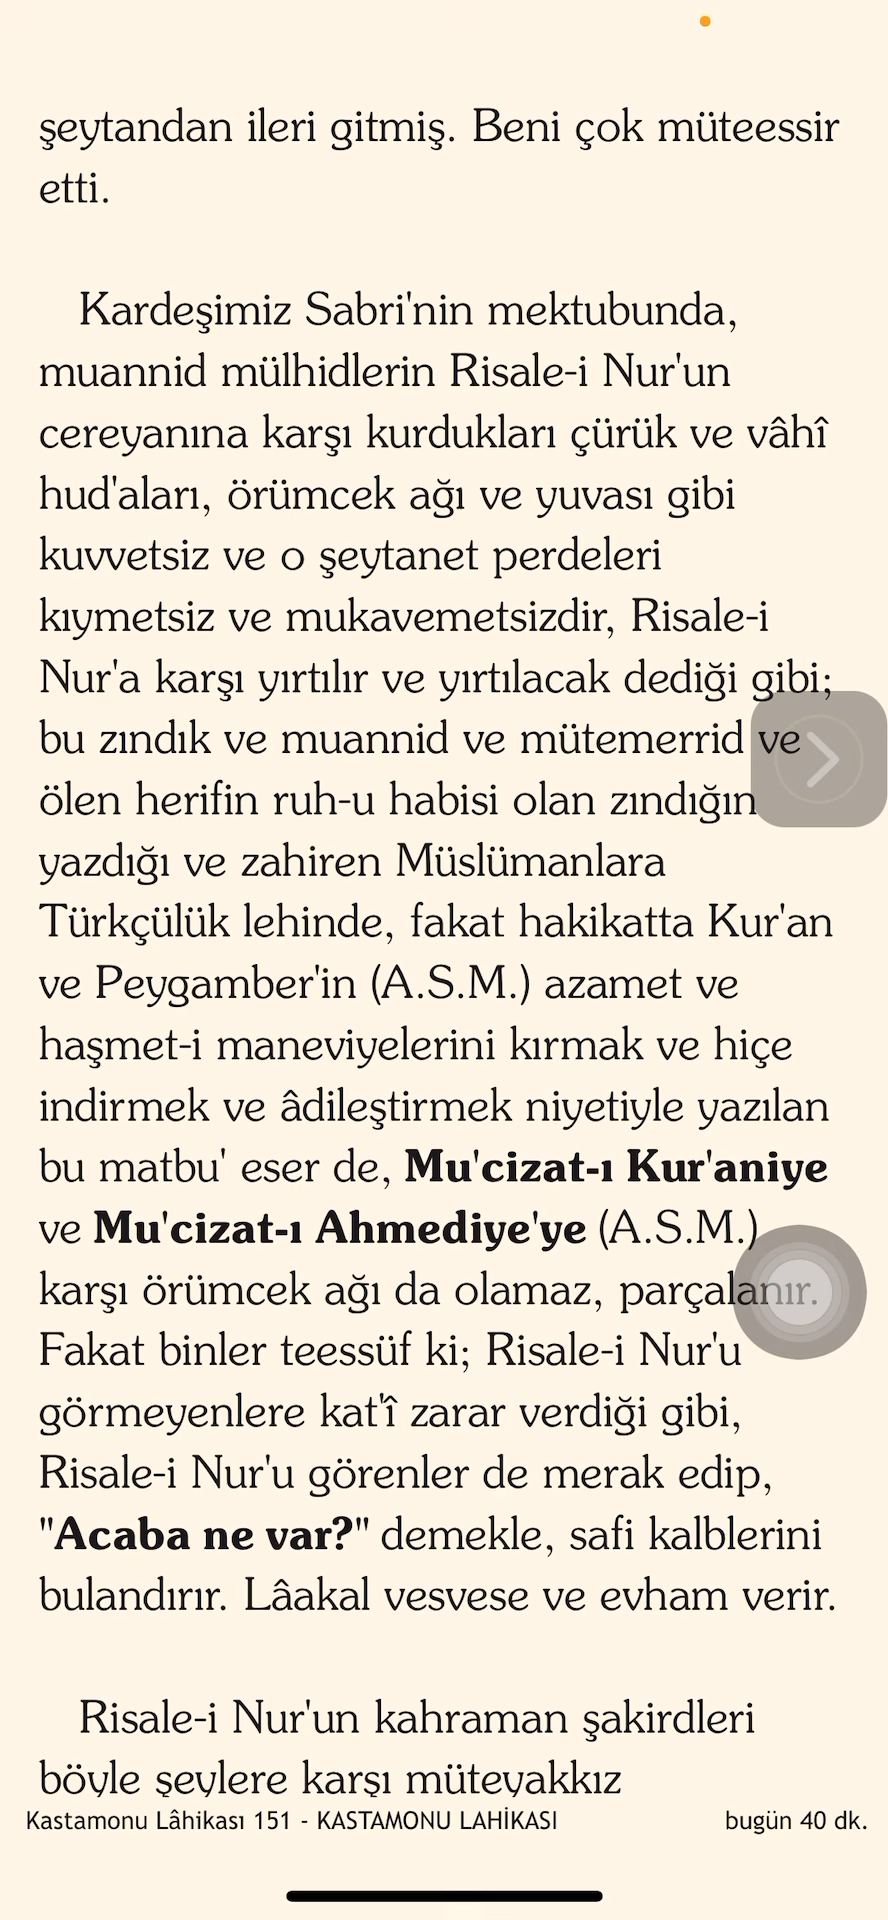 şeytandan ileri gitmiş. Beni çok müteessir
etti.
Kardeşimiz Sabri'nin mektubunda,
muannid mülhidlerin Risale-i Nur'un
cereyanına karşı kurdukları çürük ve vâhî
hud'aları, örümcek ağı ve yuvası gibi
kuvvetsiz ve o şeytanet perdeleri
kıymetsiz ve mukavemetsizdir, Risale-i
Nur'a karşı yırtılır ve yırtılacak dediği gibi;
bu zındık ve muannid ve mütemerrid ve
ölen herifin ruh-u habisi olan zındığın
yazdığı ve zahiren Müslümanlara
Türkçülük lehinde, fakat hakikatta Kur'an
ve Peygamber'in (A.S.M.) azamet ve
haşmet-i maneviyelerini kırmak ve hiçe
indirmek ve âdileştirmek niyetiyle yazılan
bu matbu' eser de, Mu'cizat-ı Kur'aniye
ve Mu'cizat-ı Ahmediye'ye (A.S.M.)
karşı örümcek ağı da olamaz, parçalanır.
Fakat binler teessüf ki; Risale-i Nur'u
görmeyenlere kat'î zarar verdiği gibi,
Risale-i Nur'u görenler de merak edip,
"Acaba ne var?" demekle, safi kalblerini
bulandırır. Lâakal vesvese ve evham verir.
Risale-i Nur'un kahraman şakirdleri
böyle şeylere karşı müteyakkız
Kastamonu Lâhikası 151 - KASTAMONU LAHİKASI
bugün 40 dk.